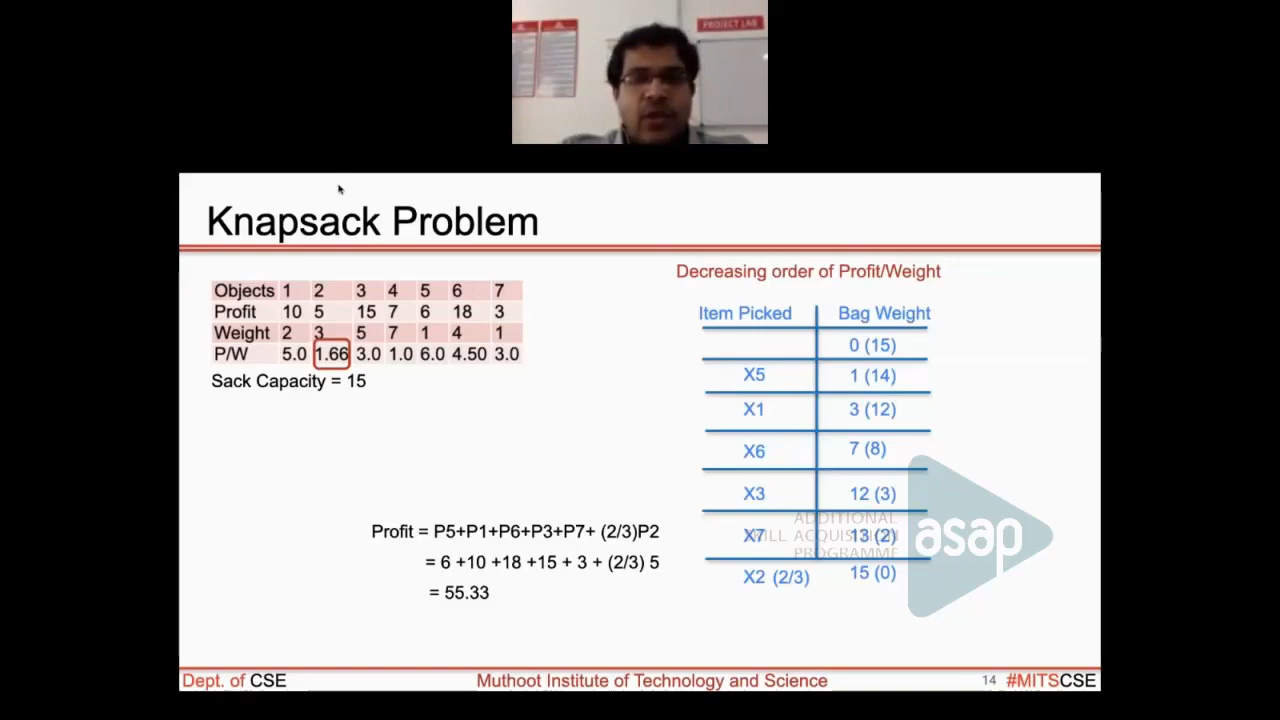 PROJECT LAB
Knapsack Problem
Decreasing order of Profit/Weight
Objects 1 2 3 4 5 6 7
Profit 10 5 15 7 6 18 3
Weight 2 3 5 7 1 4 1
P/W 5.0 1.66 3.0 1.0 6.0 4.50 3.0
Sack Capacity = 15
Item Picked Bag Weight
0 (15)
X5 1 (14)
X1 3 (12)
X6 7 (8)
X3 12 (3)
X7 13 (2)
X2 (2/3) 15 (0)
Profit = P5+P1+P6+P3+P7+ (2/3)P2
= 6 +10 +18 +15 + 3 + (2/3) 5
= 55.33
ADDITIONAL
SKILL ACQUISITION
PROGRAMME
asap
Dept. of CSE Muthoot Institute of Technology and Science 14 #MITSCSE